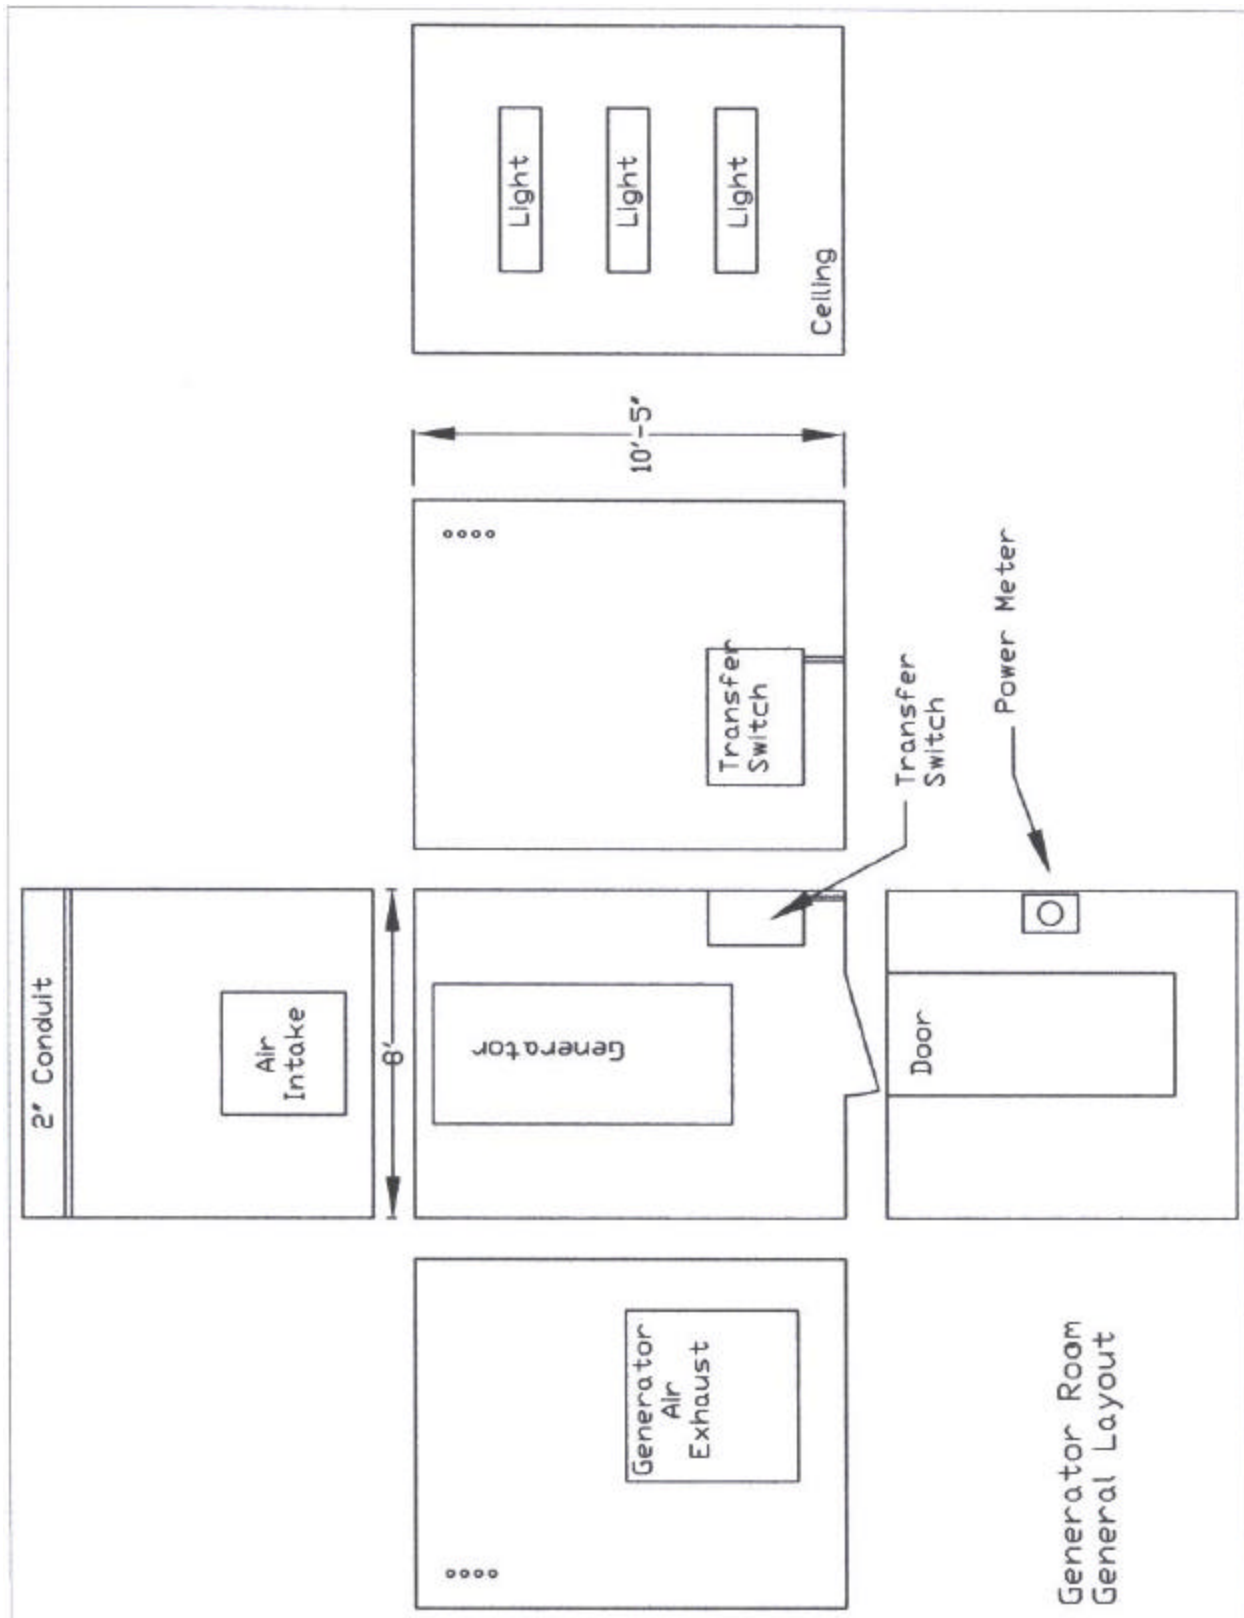 2" Conduit
Air
Intake
8'
Generator
Air
Exhaust
Generator
Transfer
Switch
10'-5"
Light
Light
Light
Ceiling
Transfer
Switch
Power Meter
Door
Generator Room
General Layout